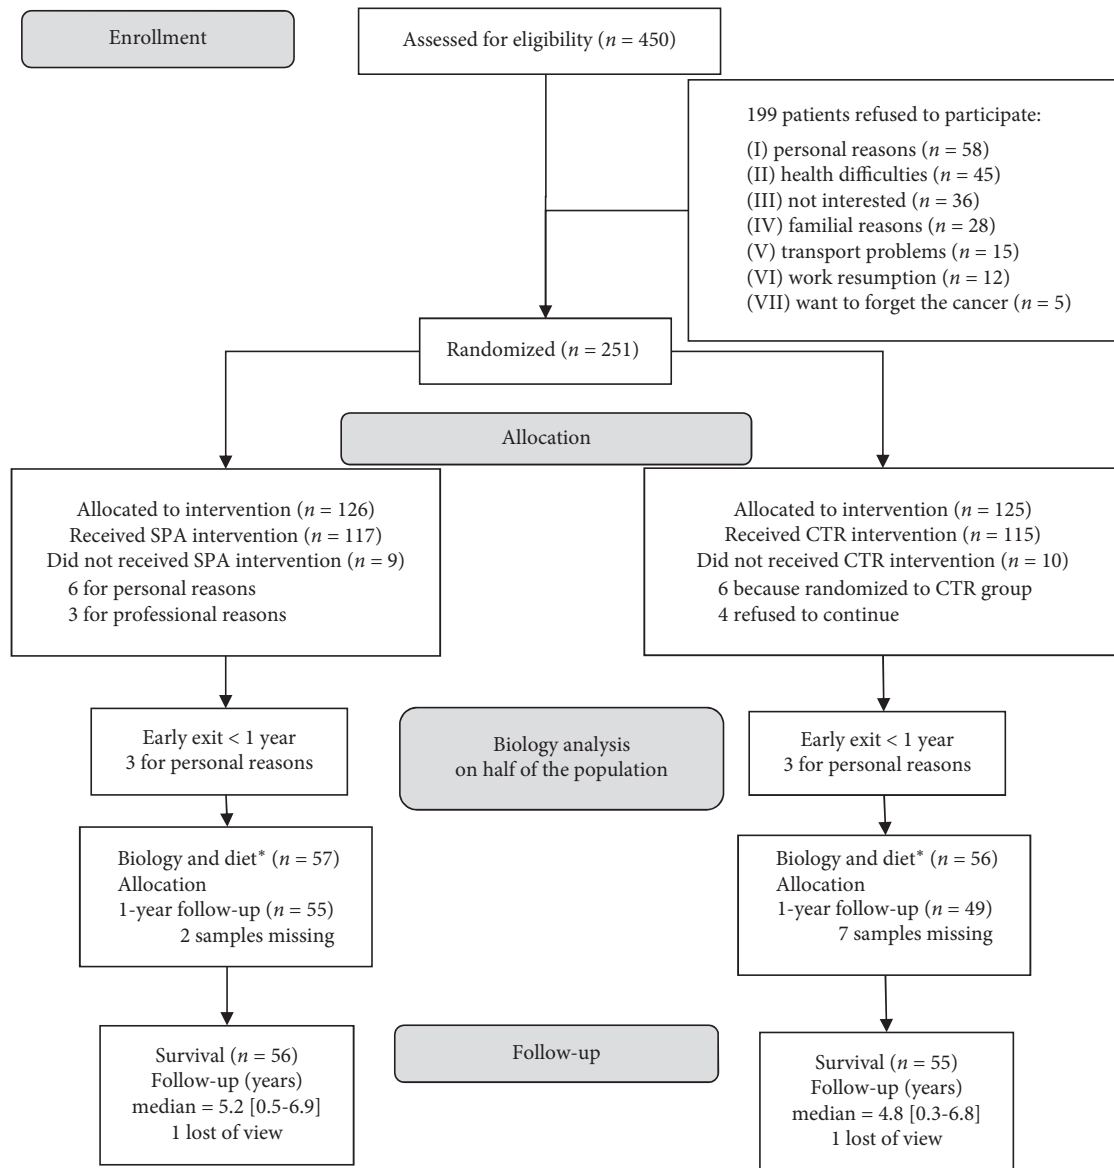 Enrollment
Assessed for eligibility (n = 450)
199 patients refused to participate:
(I) personal reasons (n = 58)
(II) health difficulties (n = 45)
(III) not interested (n = 36)
(IV) familial reasons (n = 28)
(V) transport problems (n = 15)
(VI) work resumption (n = 12)
(VII) want to forget the cancer (n = 5)
Randomized (n = 251)
Allocation
Allocated to intervention (n = 126)
Received SPA intervention (n = 117)
Did not received SPA intervention (n = 9)
6 for personal reasons
3 for professional reasons
Allocated to intervention (n = 125)
Received CTR intervention (n = 115)
Did not received CTR intervention (n = 10)
6 because randomized to CTR group
4 refused to continue
Early exit < 1 year
3 for personal reasons
Biology analysis
on half of the population
Early exit < 1 year
3 for personal reasons
Biology and diet* (n = 57)
Allocation
1-year follow-up (n = 55)
2 samples missing
Biology and diet* (n = 56)
Allocation
1-year follow-up (n = 49)
7 samples missing
Survival (n = 56)
Follow-up (years)
median = 5.2 [0.5-6.9]
1 lost of view
Follow-up
Survival (n = 55)
Follow-up (years)
median = 4.8 [0.3-6.8]
1 lost of view